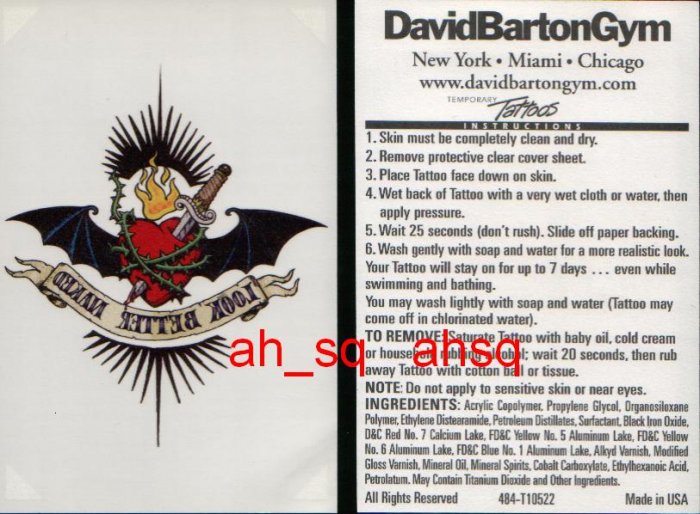 LOOK BETTER NAKED
DavidBartonGym
New York • Miami • Chicago
www.davidbartongym.com
TEMPORARY
Tattoos
INSTRUCTIONS
1. Skin must be completely clean and dry.
2. Remove protective clear cover sheet.
3. Place Tattoo face down on skin.
4. Wet back of Tattoo with a very wet cloth or water, then
apply pressure.
5. Wait 25 seconds (don't rush). Slide off paper backing.
6. Wash gently with soap and water for a more realistic look.
Your Tattoo will stay on for up to 7 days ... even while
swimming and bathing.
You may wash lightly with soap and water (Tattoo may
come off in chlorinated water).
TO REMOVE: Saturate Tattoo with baby oil, cold cream
or household rubbing alcohol; wait 20 seconds, then rub
away Tattoo with cotton ball or tissue.
NOTE: Do not apply to sensitive skin or near eyes.
INGREDIENTS: Acrylic Copolymer, Propylene Glycol, Organosiloxane
Polymer, Ethylene Distearamide, Petroleum Distillates, Surfactant, Black Iron Oxide,
D&C Red No. 7 Calcium Lake, FD&C Yellow No. 5 Aluminum Lake, FD&C Yellow
No. 6 Aluminum Lake, FD&C Blue No. 1 Aluminum Lake, Alkyd Varnish, Modified
Gloss Varnish, Mineral Oil, Mineral Spirits, Cobalt Carboxylate, Ethylhexanoic Acid,
Petrolatum. May Contain Titanium Dioxide and Other Ingredients.
All Rights Reserved 484-T10522 Made in USA
ah_sq ahsq